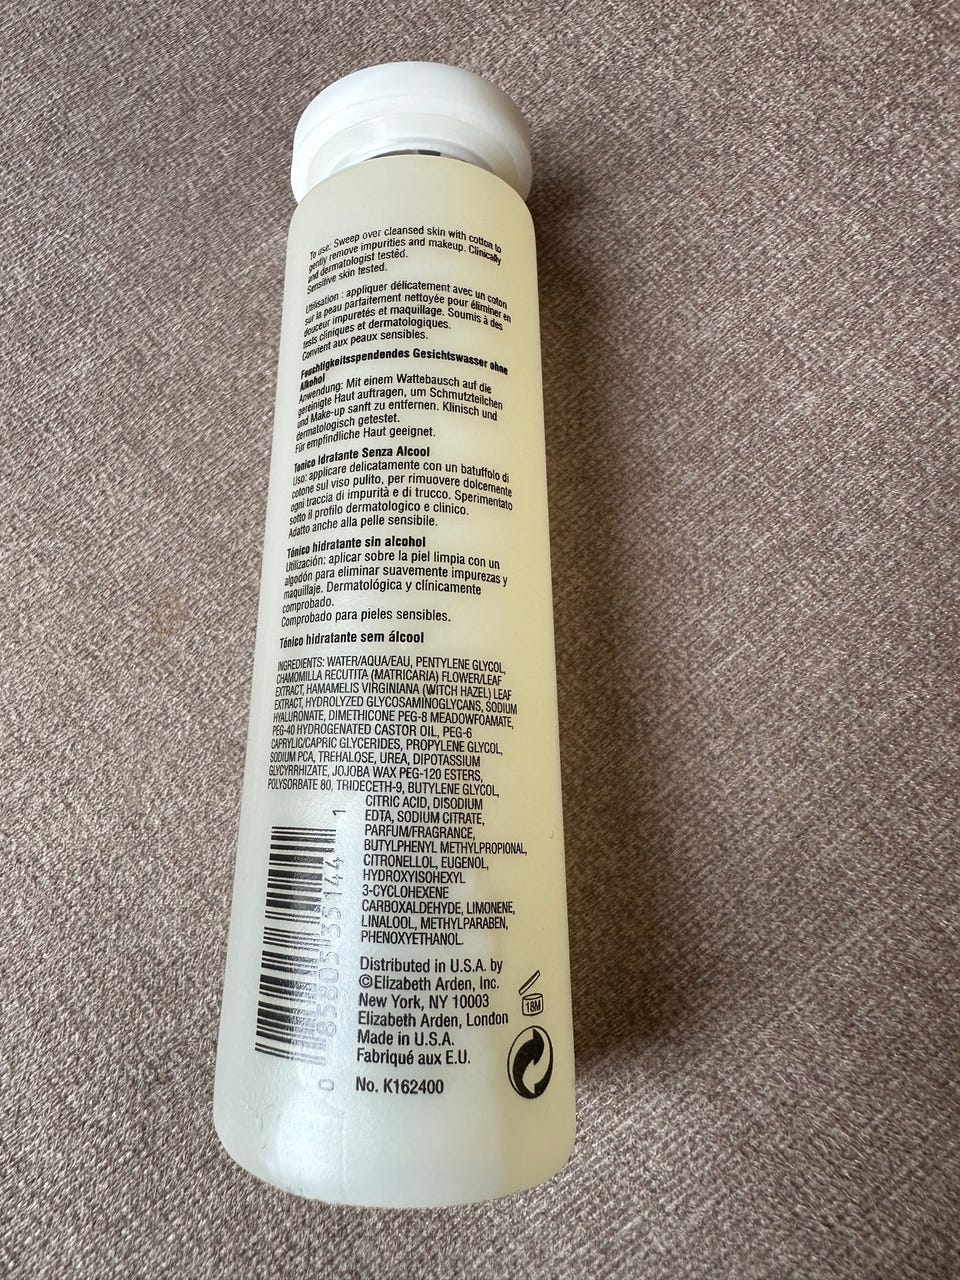 To use: Sweep over cleansed skin with cotton to
gently remove impurities and makeup. Clinically
and dermatologist tested.
Sensitive skin tested.
Utilisation : appliquer délicatement avec un coton
sur la peau parfaitement nettoyée pour éliminer en
douceur impuretés et maquillage. Soumis à des
tests cliniques et dermatologiques.
Convient aux peaux sensibles.
Feuchtigkeitsspendendes Gesichtswasser ohne
Alkohol
Anwendung: Mit einem Wattebausch auf die
gereinigte Haut auftragen, um Schmutzteilchen
und Make-up sanft zu entfernen. Klinisch und
dermatologisch getestet.
Für empfindliche Haut geeignet.
Tonico Idratante Senza Alcool
Uso: applicare delicatamente con un batuffolo di
cotone sul viso pulito, per rimuovere dolcemente
ogni traccia di impurità e di trucco. Sperimentato
sotto il profilo dermatologico e clinico.
Adatto anche alla pelle sensibile.
Tónico hidratante sin alcohol
Utilización: aplicar sobre la piel limpia con un
algodón para eliminar suavemente impurezas y
maquillaje. Dermatológica y clínicamente
comprobado.
Comprobado para pieles sensibles.
Tónico hidratante sem álcool
INGREDIENTS: WATER/AQUA/EAU, PENTYLENE GLYCOL,
CHAMOMILLA RECUTITA (MATRICARIA) FLOWER/LEAF
EXTRACT, HAMAMELIS VIRGINIANA (WITCH HAZEL) LEAF
EXTRACT, HYDROLYZED GLYCOSAMINOGLYCANS, SODIUM
HYALURONATE, DIMETHICONE PEG-8 MEADOWFOAMATE,
PEG-40 HYDROGENATED CASTOR OIL, PEG-6
CAPRYLIC/CAPRIC GLYCERIDES, PROPYLENE GLYCOL,
SODIUM PCA, TREHALOSE, UREA, DIPOTASSIUM
GLYCYRRHIZATE, JOJOBA WAX PEG-120 ESTERS,
POLYSORBATE 80, TRIDECETH-9, BUTYLENE GLYCOL,
CITRIC ACID, DISODIUM
EDTA, SODIUM CITRATE,
PARFUM/FRAGRANCE,
BUTYLPHENYL METHYLPROPIONAL,
CITRONELLOL, EUGENOL,
HYDROXYISOHEXYL
3-CYCLOHEXENE
CARBOXALDEHYDE, LIMONENE,
LINALOOL, METHYLPARABEN,
PHENOXYETHANOL.
0 85805 35144 1
Distributed in U.S.A. by
©Elizabeth Arden, Inc.
New York, NY 10003
Elizabeth Arden, London
Made in U.S.A.
Fabriqué aux E.U.
No. K162400
18M